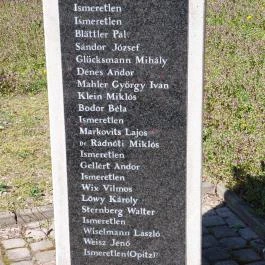 Ismeretlen
Ismeretlen
Blättler Pál
Sándor József
Glücksmann Mihály
Dénes Andor
Mahler György Iván
Klein Miklós
Bodor Béla
Ismeretlen
Markovits Lajos
Dr Radnóti Miklós
Ismeretlen
Gellért Andor
Ismeretlen
Wix Vilmos
Lőwy Károly
Sternberg Walter
Ismeretlen
Wiselmann László
Weisz Jenő
Ismeretlen (Opitz?)